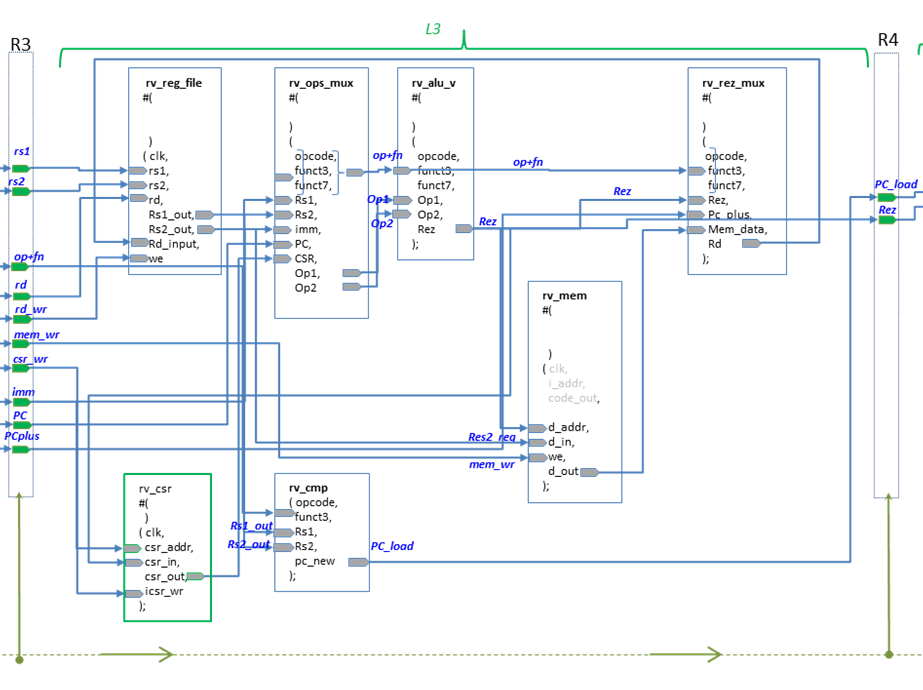 L3
R3
R4
rs1
rs2
op+fn
rd
rd_wr
mem_wr
csr_wr
imm
PC
PCplus
rv_reg_file
#(
)
( clk,
rs1,
rs2,
rd,
Rs1_out,
Rs2_out,
Rd_input,
we
rv_ops_mux
#(
)
(
opcode,
funct3,
funct7,
Rs1,
Rs2,
imm,
PC,
CSR,
Op1,
Op2
op+fn
Op1
Op2
rv_alu_v
#(
)
(
opcode,
funct3,
funct7,
Op1,
Op2,
Rez
);
Rez
op+fn
Rez
rv_rez_mux
#(
)
(
opcode,
funct3,
funct7,
Rez,
Pc_plus,
Mem_data,
Rd
);
PC_load
Rez
rv_mem
#(
)
( clk,
i_addr,
code_out,
d_addr,
d_in,
we,
d_out
);
Res2_req
mem_wr
rv_csr
#(
)
( clk,
csr_addr,
csr_in,
csr_out,
icsr_wr
);
rv_cmp
( opcode,
funct3,
Rs1,
Rs2,
pc_new
);
Rs1_out
Rs2_out
PC_load